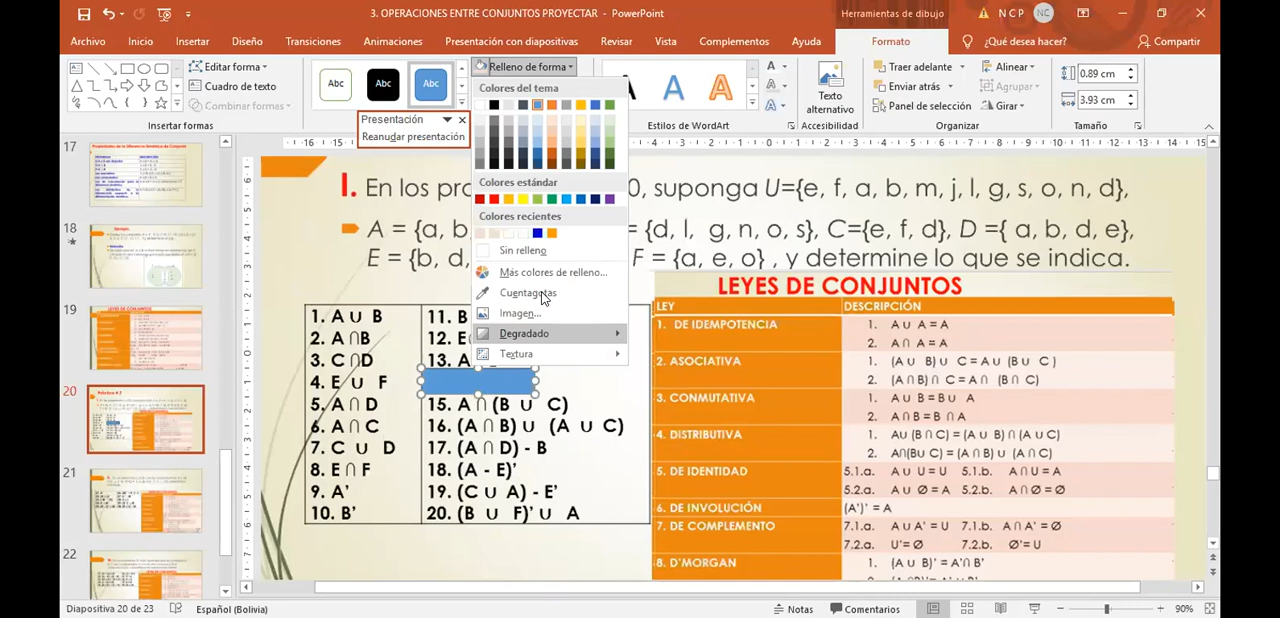 3. OPERACIONES ENTRE CONJUNTOS PROYECTAR - PowerPoint
Herramientas de dibujo
N C P
NC
Archivo Inicio Insertar Diseño Transiciones Animaciones Presentación con diapositivas Revisar Vista Complementos Ayuda Formato ¿Qué desea hacer? Compartir
Editar forma
Cuadro de texto
Combinar formas
Insertar formas
Abc Abc Abc
Relleno de forma
Presentación
Reanudar presentación
Colores del tema
Colores estándar
Colores recientes
Sin relleno
Más colores de relleno...
Cuentagotas
Imagen...
Degradado
Textura
Estilos de WordArt
Texto alternativo
Accesibilidad
Traer adelante
Enviar atrás
Panel de selección
Alinear
Agrupar
Girar
Organizar
0.89 cm
3.93 cm
Tamaño
17
18
19
20
21
22
I. En los pro
0, suponga U={e, f, a, b, m, j, l, g, s, o, n, d},
A = {a, b,
= {d, l, g, n, o, s}, C={e, f, d}, D = { a, b, d, e},
E = {b, d,
F = {a, e, o} , y determine lo que se indica.
1. A ∪ B
2. A ∩B
3. C∩D
4. E ∪ F
5. A ∩ D
6. A ∩ C
7. C ∪ D
8. E ∩ F
9. A’
10. B’
11. B
12. E
13. A
15. A ∩ (B ∪ C)
16. (A ∩ B) ∪ (A ∪ C)
17. (A ∩ D) - B
18. (A - E)’
19. (C ∪ A) - E’
20. (B ∪ F)’ ∪ A
LEYES DE CONJUNTOS
LEY DESCRIPCIÓN
1. DE IDEMPOTENCIA
1. A ∪ A = A
2. A ∩ A = A
2. ASOCIATIVA
1. (A ∪ B) ∪ C = A ∪ (B ∪ C )
2. (A ∩ B) ∩ C = A ∩ (B ∩ C)
3. CONMUTATIVA
1. A ∪ B = B ∪ A
2. A ∩ B = B ∩ A
4. DISTRIBUTIVA
1. A∪ (B ∩ C) = (A ∪ B) ∩ (A ∪ C)
2. A∩(B∪ C) = (A ∩ B) ∪ (A ∩ C)
5. DE IDENTIDAD
5.1.a. A ∪ U = U 5.1.b. A ∩ U = A
5.2.a. A ∪ Ø = A 5.2.b. A ∩ Ø = Ø
6. DE INVOLUCIÓN (A’)’ = A
7. DE COMPLEMENTO
7.1.a. A ∪ A’ = U 7.1.b. A ∩ A’ = Ø
7.2.a. U’= Ø 7.2.b. Ø’= U
8. D’MORGAN
1. (A ∪ B)’ = A’∩ B’
Diapositiva 20 de 23 Español (Bolivia) Notas Comentarios 90%